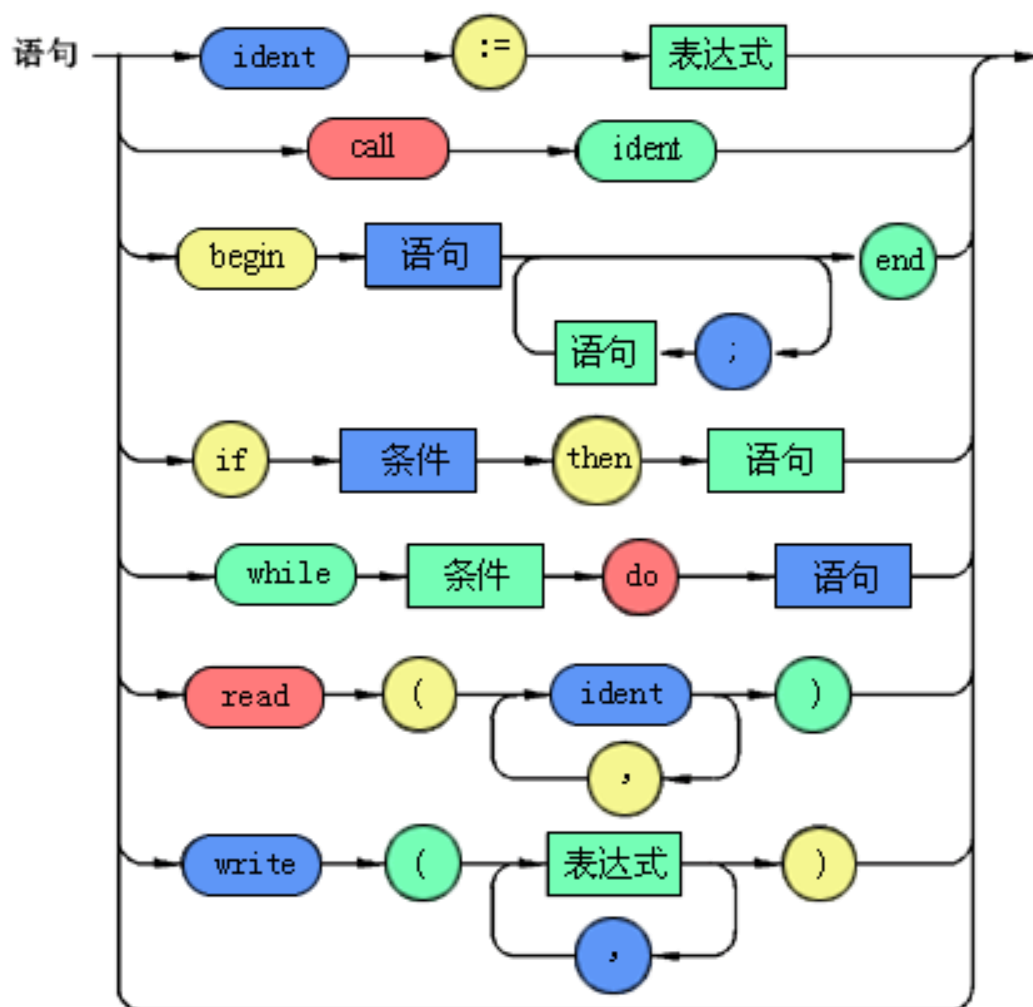 语句 ident := 表达式
call ident
begin 语句 end
语句 ;
if 条件 then 语句
while 条件 do 语句
read ( ident )
,
write ( 表达式 )
,